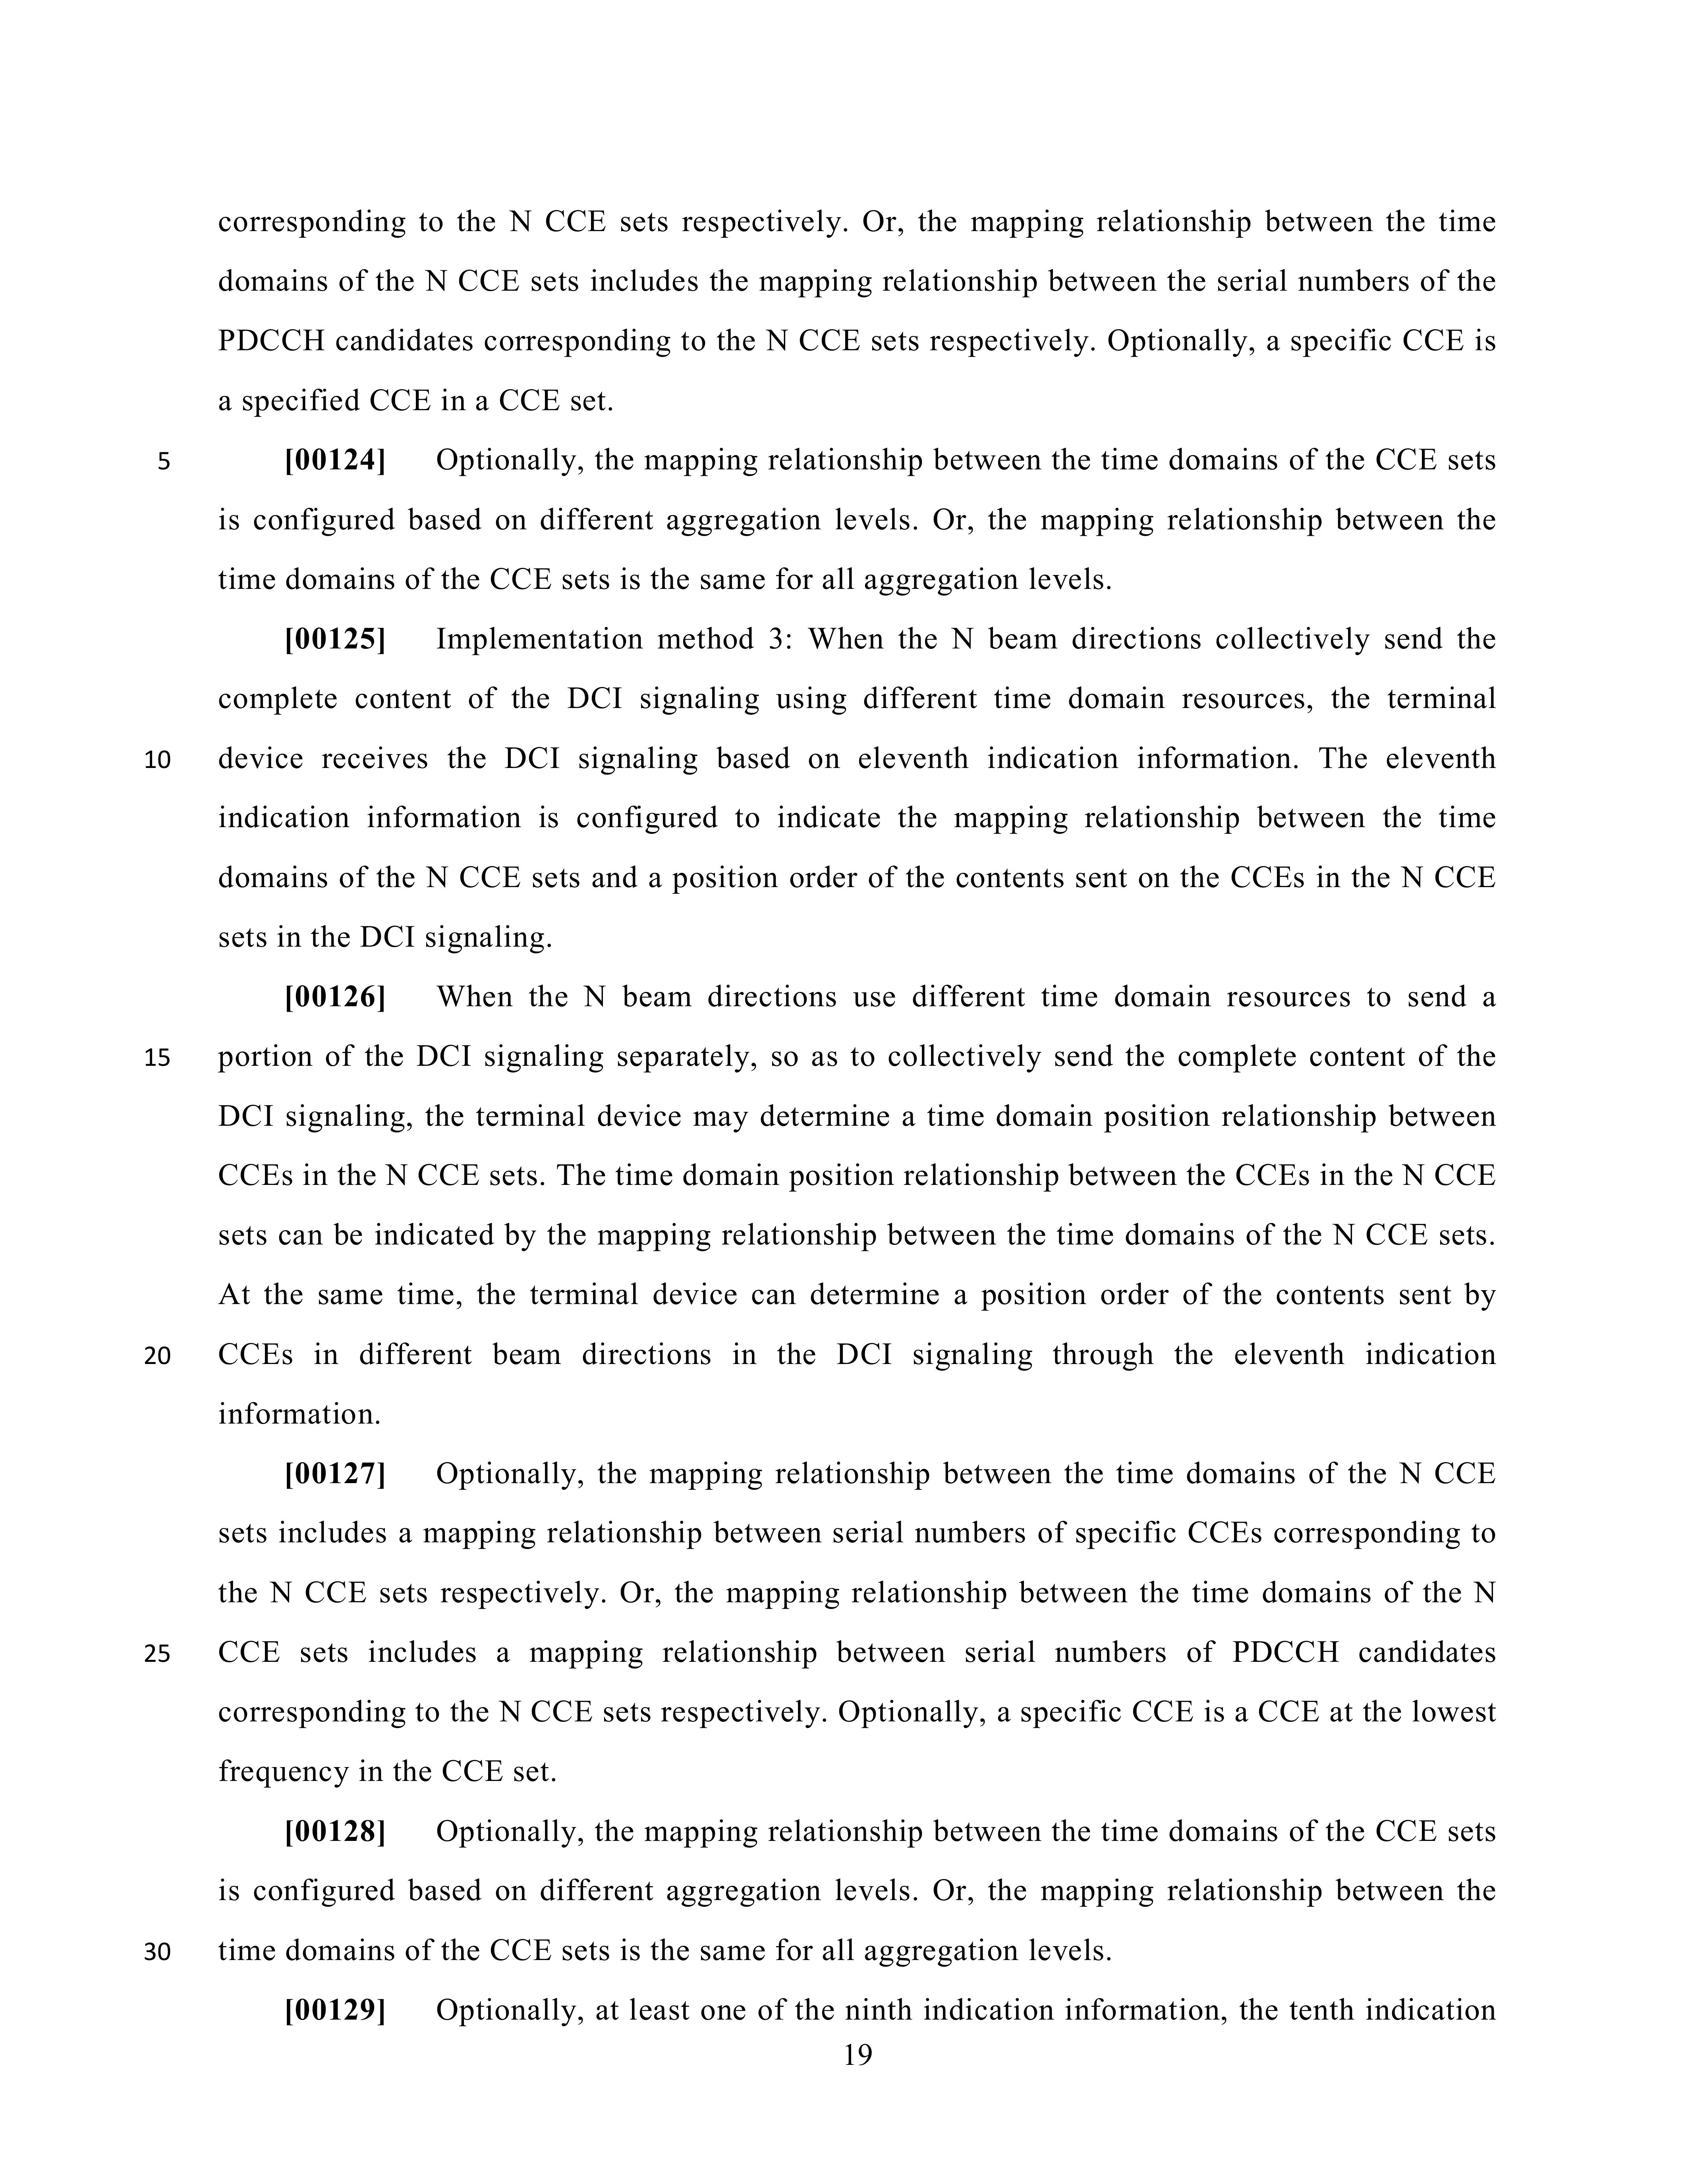 corresponding to the N CCE sets respectively. Or, the mapping relationship between the time
domains of the N CCE sets includes the mapping relationship between the serial numbers of the
PDCCH candidates corresponding to the N CCE sets respectively. Optionally, a specific CCE is
a specified CCE in a CCE set.
5 [00124] Optionally, the mapping relationship between the time domains of the CCE sets
is configured based on different aggregation levels. Or, the mapping relationship between the
time domains of the CCE sets is the same for all aggregation levels.
[00125] Implementation method 3: When the N beam directions collectively send the
complete content of the DCI signaling using different time domain resources, the terminal
10 device receives the DCI signaling based on eleventh indication information. The eleventh
indication information is configured to indicate the mapping relationship between the time
domains of the N CCE sets and a position order of the contents sent on the CCEs in the N CCE
sets in the DCI signaling.
[00126] When the N beam directions use different time domain resources to send a
15 portion of the DCI signaling separately, so as to collectively send the complete content of the
DCI signaling, the terminal device may determine a time domain position relationship between
CCEs in the N CCE sets. The time domain position relationship between the CCEs in the N CCE
sets can be indicated by the mapping relationship between the time domains of the N CCE sets.
At the same time, the terminal device can determine a position order of the contents sent by
20 CCEs in different beam directions in the DCI signaling through the eleventh indication
information.
[00127] Optionally, the mapping relationship between the time domains of the N CCE
sets includes a mapping relationship between serial numbers of specific CCEs corresponding to
the N CCE sets respectively. Or, the mapping relationship between the time domains of the N
25 CCE sets includes a mapping relationship between serial numbers of PDCCH candidates
corresponding to the N CCE sets respectively. Optionally, a specific CCE is a CCE at the lowest
frequency in the CCE set.
[00128] Optionally, the mapping relationship between the time domains of the CCE sets
is configured based on different aggregation levels. Or, the mapping relationship between the
30 time domains of the CCE sets is the same for all aggregation levels.
[00129] Optionally, at least one of the ninth indication information, the tenth indication
19